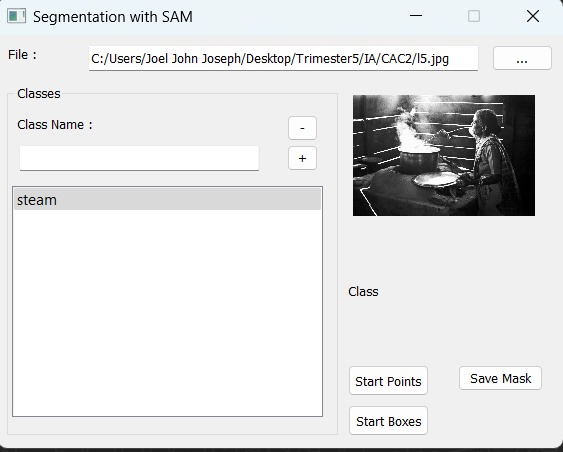 Segmentation with SAM
File :
C:/Users/Joel John Joseph/Desktop/Trimester5/IA/CAC2/l5.jpg
...
Classes
Class Name :
-
+
steam
Class
Start Points
Save Mask
Start Boxes